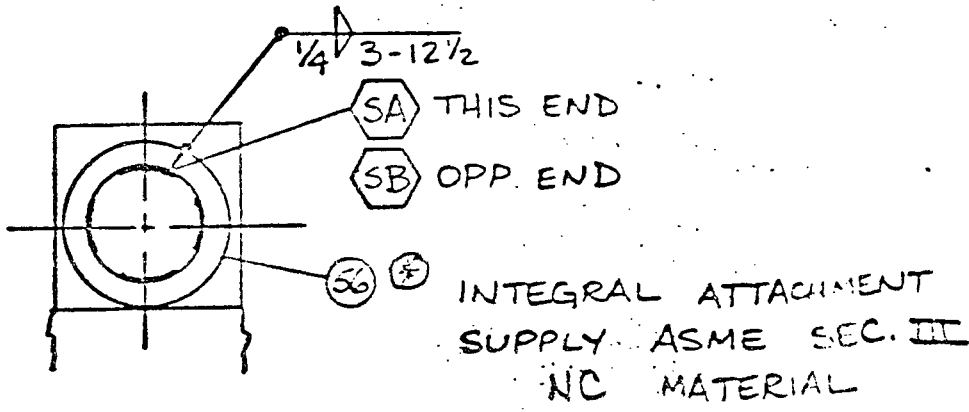 1/4 3-12 1/2
SA THIS END
SB OPP. END
56 *
INTEGRAL ATTACHMENT
SUPPLY ASME SEC. III
NC MATERIAL